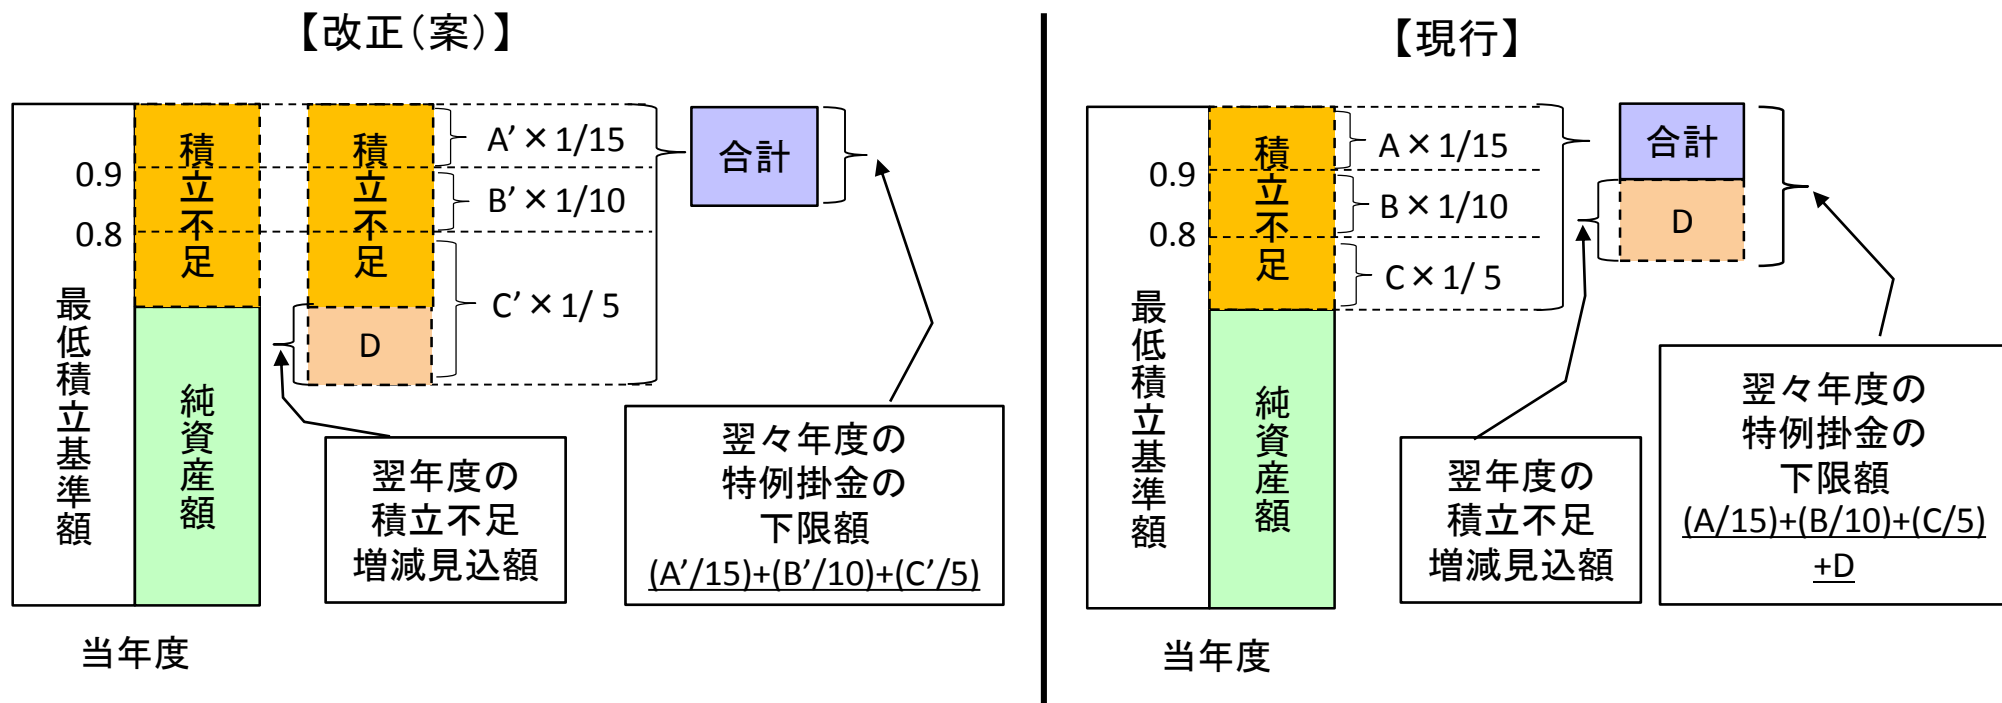 【改正(案)】
0.9
0.8
最低積立基準額
積立不足
純資産額
積立不足
D
A’×1/15
B’×1/10
C’×1/ 5
合計
翌年度の
積立不足
増減見込額
翌々年度の
特例掛金の
下限額
(A’/15)+(B’/10)+(C’/5)
当年度
【現行】
0.9
0.8
最低積立基準額
積立不足
純資産額
A×1/15
B×1/10
C×1/ 5
合計
D
翌年度の
積立不足
増減見込額
翌々年度の
特例掛金の
下限額
(A/15)+(B/10)+(C/5)
+D
当年度